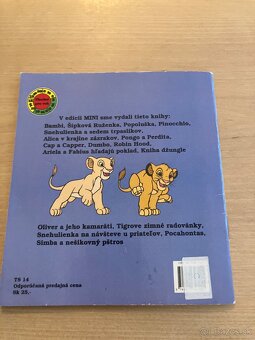 V edícii MINI sme vydali tieto knihy:
Bambi, Šípková Ruženka, Popoluška, Pinocchio,
Snehulienka a sedem trpaslíkov,
Alica v krajine zázrakov, Pongo a Perdita,
Cap a Capper, Dumbo, Robin Hood,
Ariela a Fabius hľadajú poklad, Kniha džunglí
Oliver a jeho kamaráti, Tigrove zimné radovánky,
Snehulienka na návšteve u priateľov, Pocahontas,
Simba a nešikovný pštros
TS 14
Odporúčaná predajná cena
Sk 25,